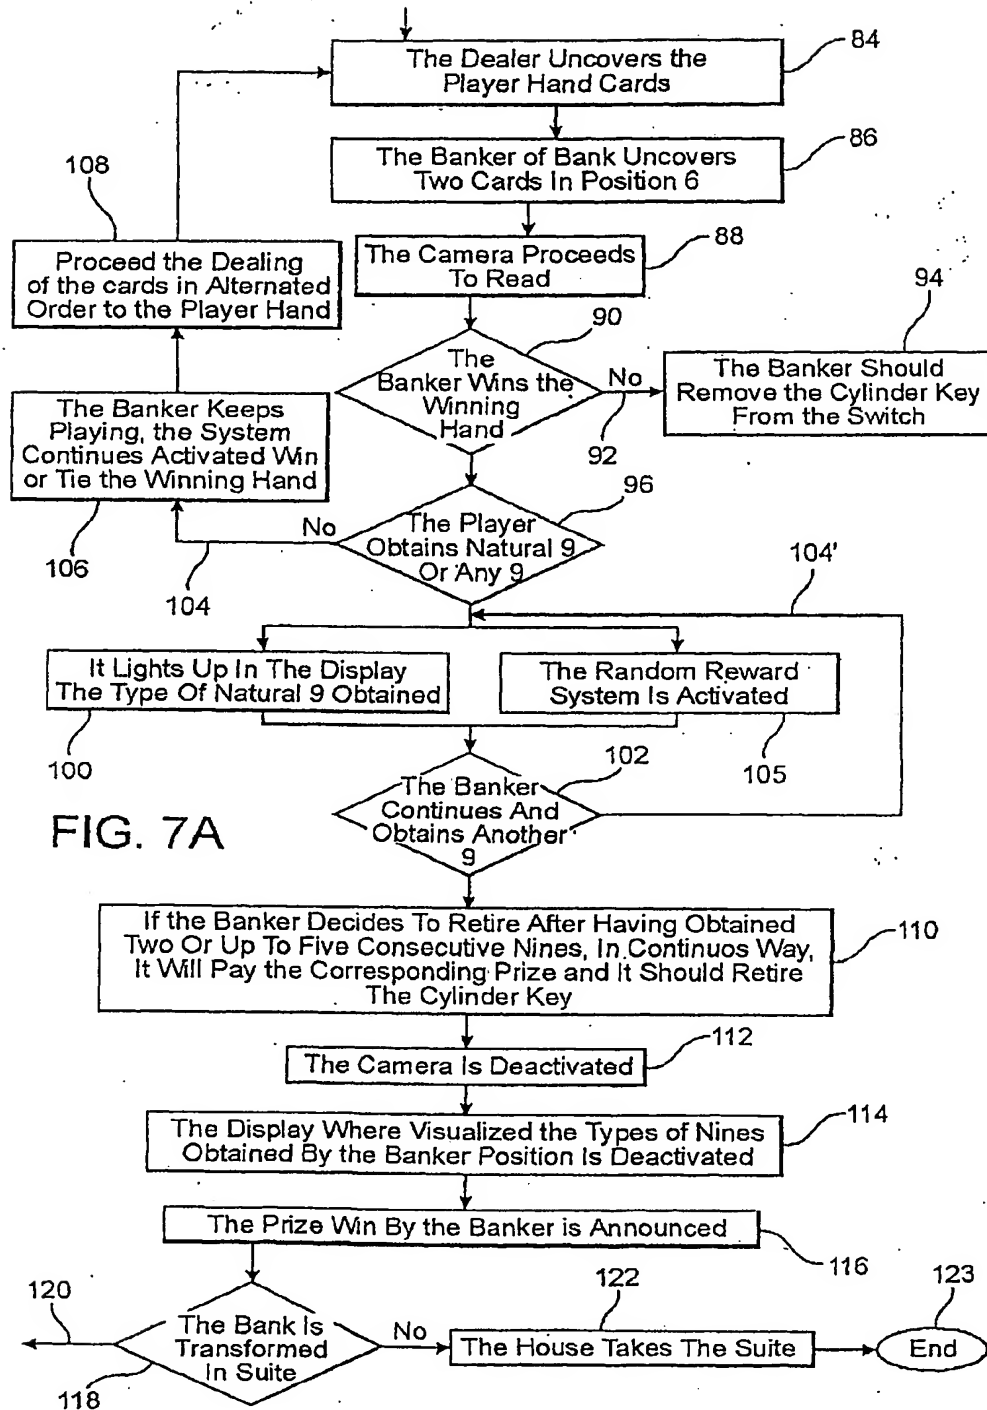 84
The Dealer Uncovers the
Player Hand Cards
86
The Banker of Bank Uncovers
Two Cards In Position 6
108
88
The Camera Proceeds
To Read
Proceed the Dealing
of the cards in Alternated
Order to the Player Hand
90
94
The
Banker Wins the
Winning
Hand
No
92
The Banker Should
Remove the Cylinder Key
From the Switch
The Banker Keeps
Playing, the System
Continues Activated Win
or Tie the Winning Hand
106
96
No
104
The Player
Obtains Natural 9
Or Any 9
104'
It Lights Up In The Display
The Type Of Natural 9 Obtained
100
The Random Reward
System Is Activated
105
102
The Banker
Continues And
Obtains Another
9
FIG. 7A
If the Banker Decides To Retire After Having Obtained
Two Or Up To Five Consecutive Nines, In Continuos Way,
It Will Pay the Corresponding Prize and It Should Retire
The Cylinder Key
110
112
The Camera Is Deactivated
114
The Display Where Visualized the Types of Nines
Obtained By the Banker Position Is Deactivated
The Prize Win By the Banker is Announced
116
120
122
123
The Bank Is
Transformed
In Suite
118
No
The House Takes The Suite
End